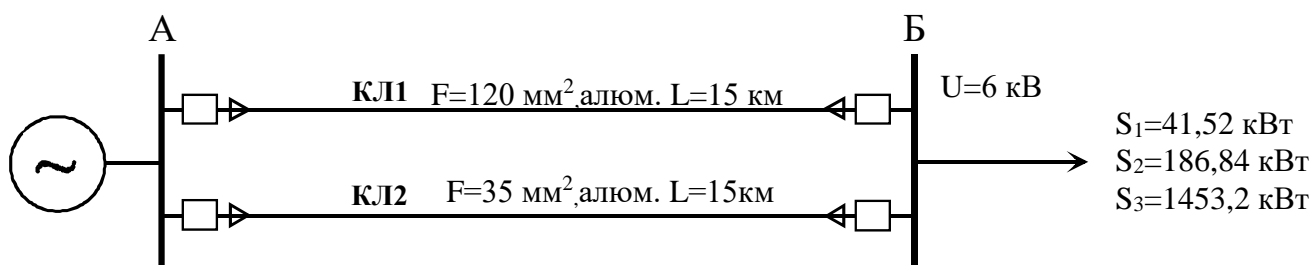 А
Б
КЛ1 F=120 мм²,алюм. L=15 км
U=6 кВ
S₁=41,52 кВт
S₂=186,84 кВт
S₃=1453,2 кВт
~
КЛ2 F=35 мм²,алюм. L=15км